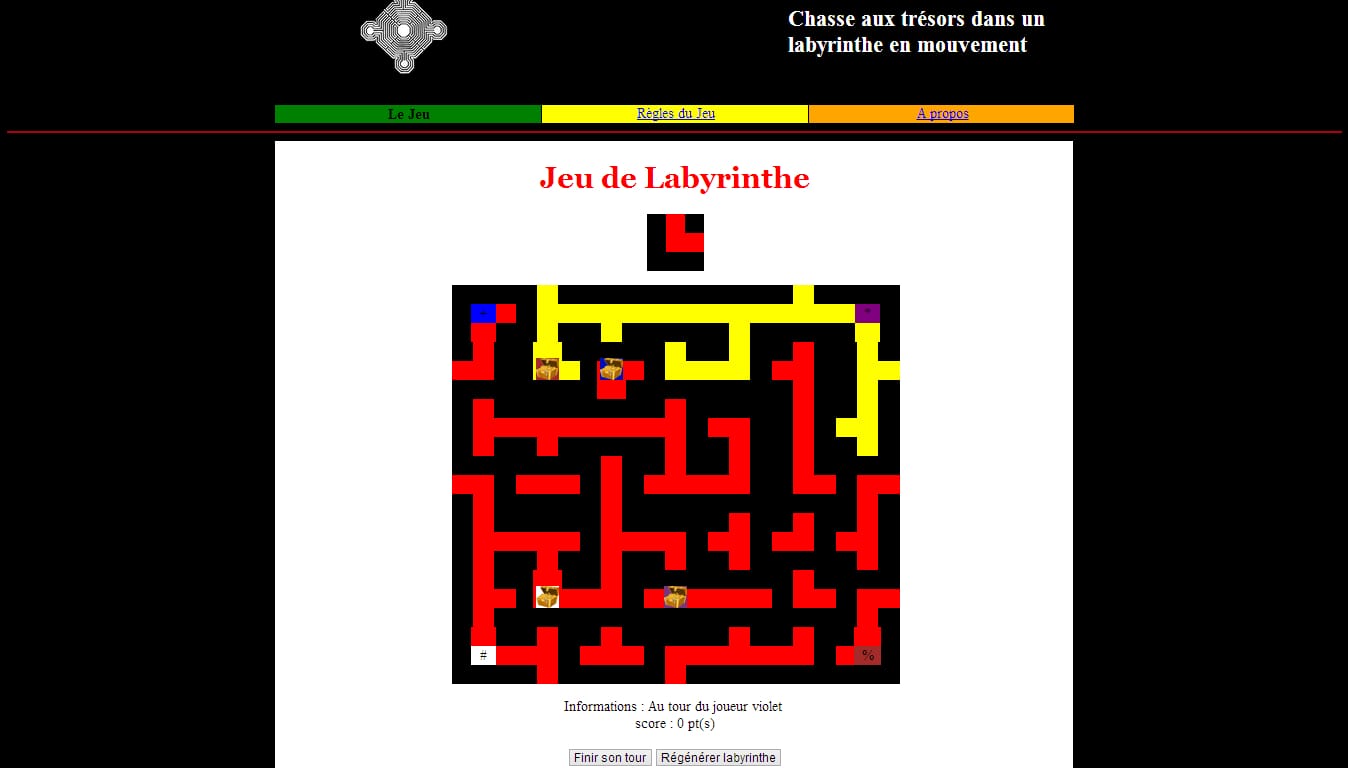 Chasse aux trésors dans un
labyrinthe en mouvement
Le Jeu
Règles du Jeu
A propos
Jeu de Labyrinthe
#
%
Informations : Au tour du joueur violet
score : 0 pt(s)
Finir son tour
Régénérer labyrinthe